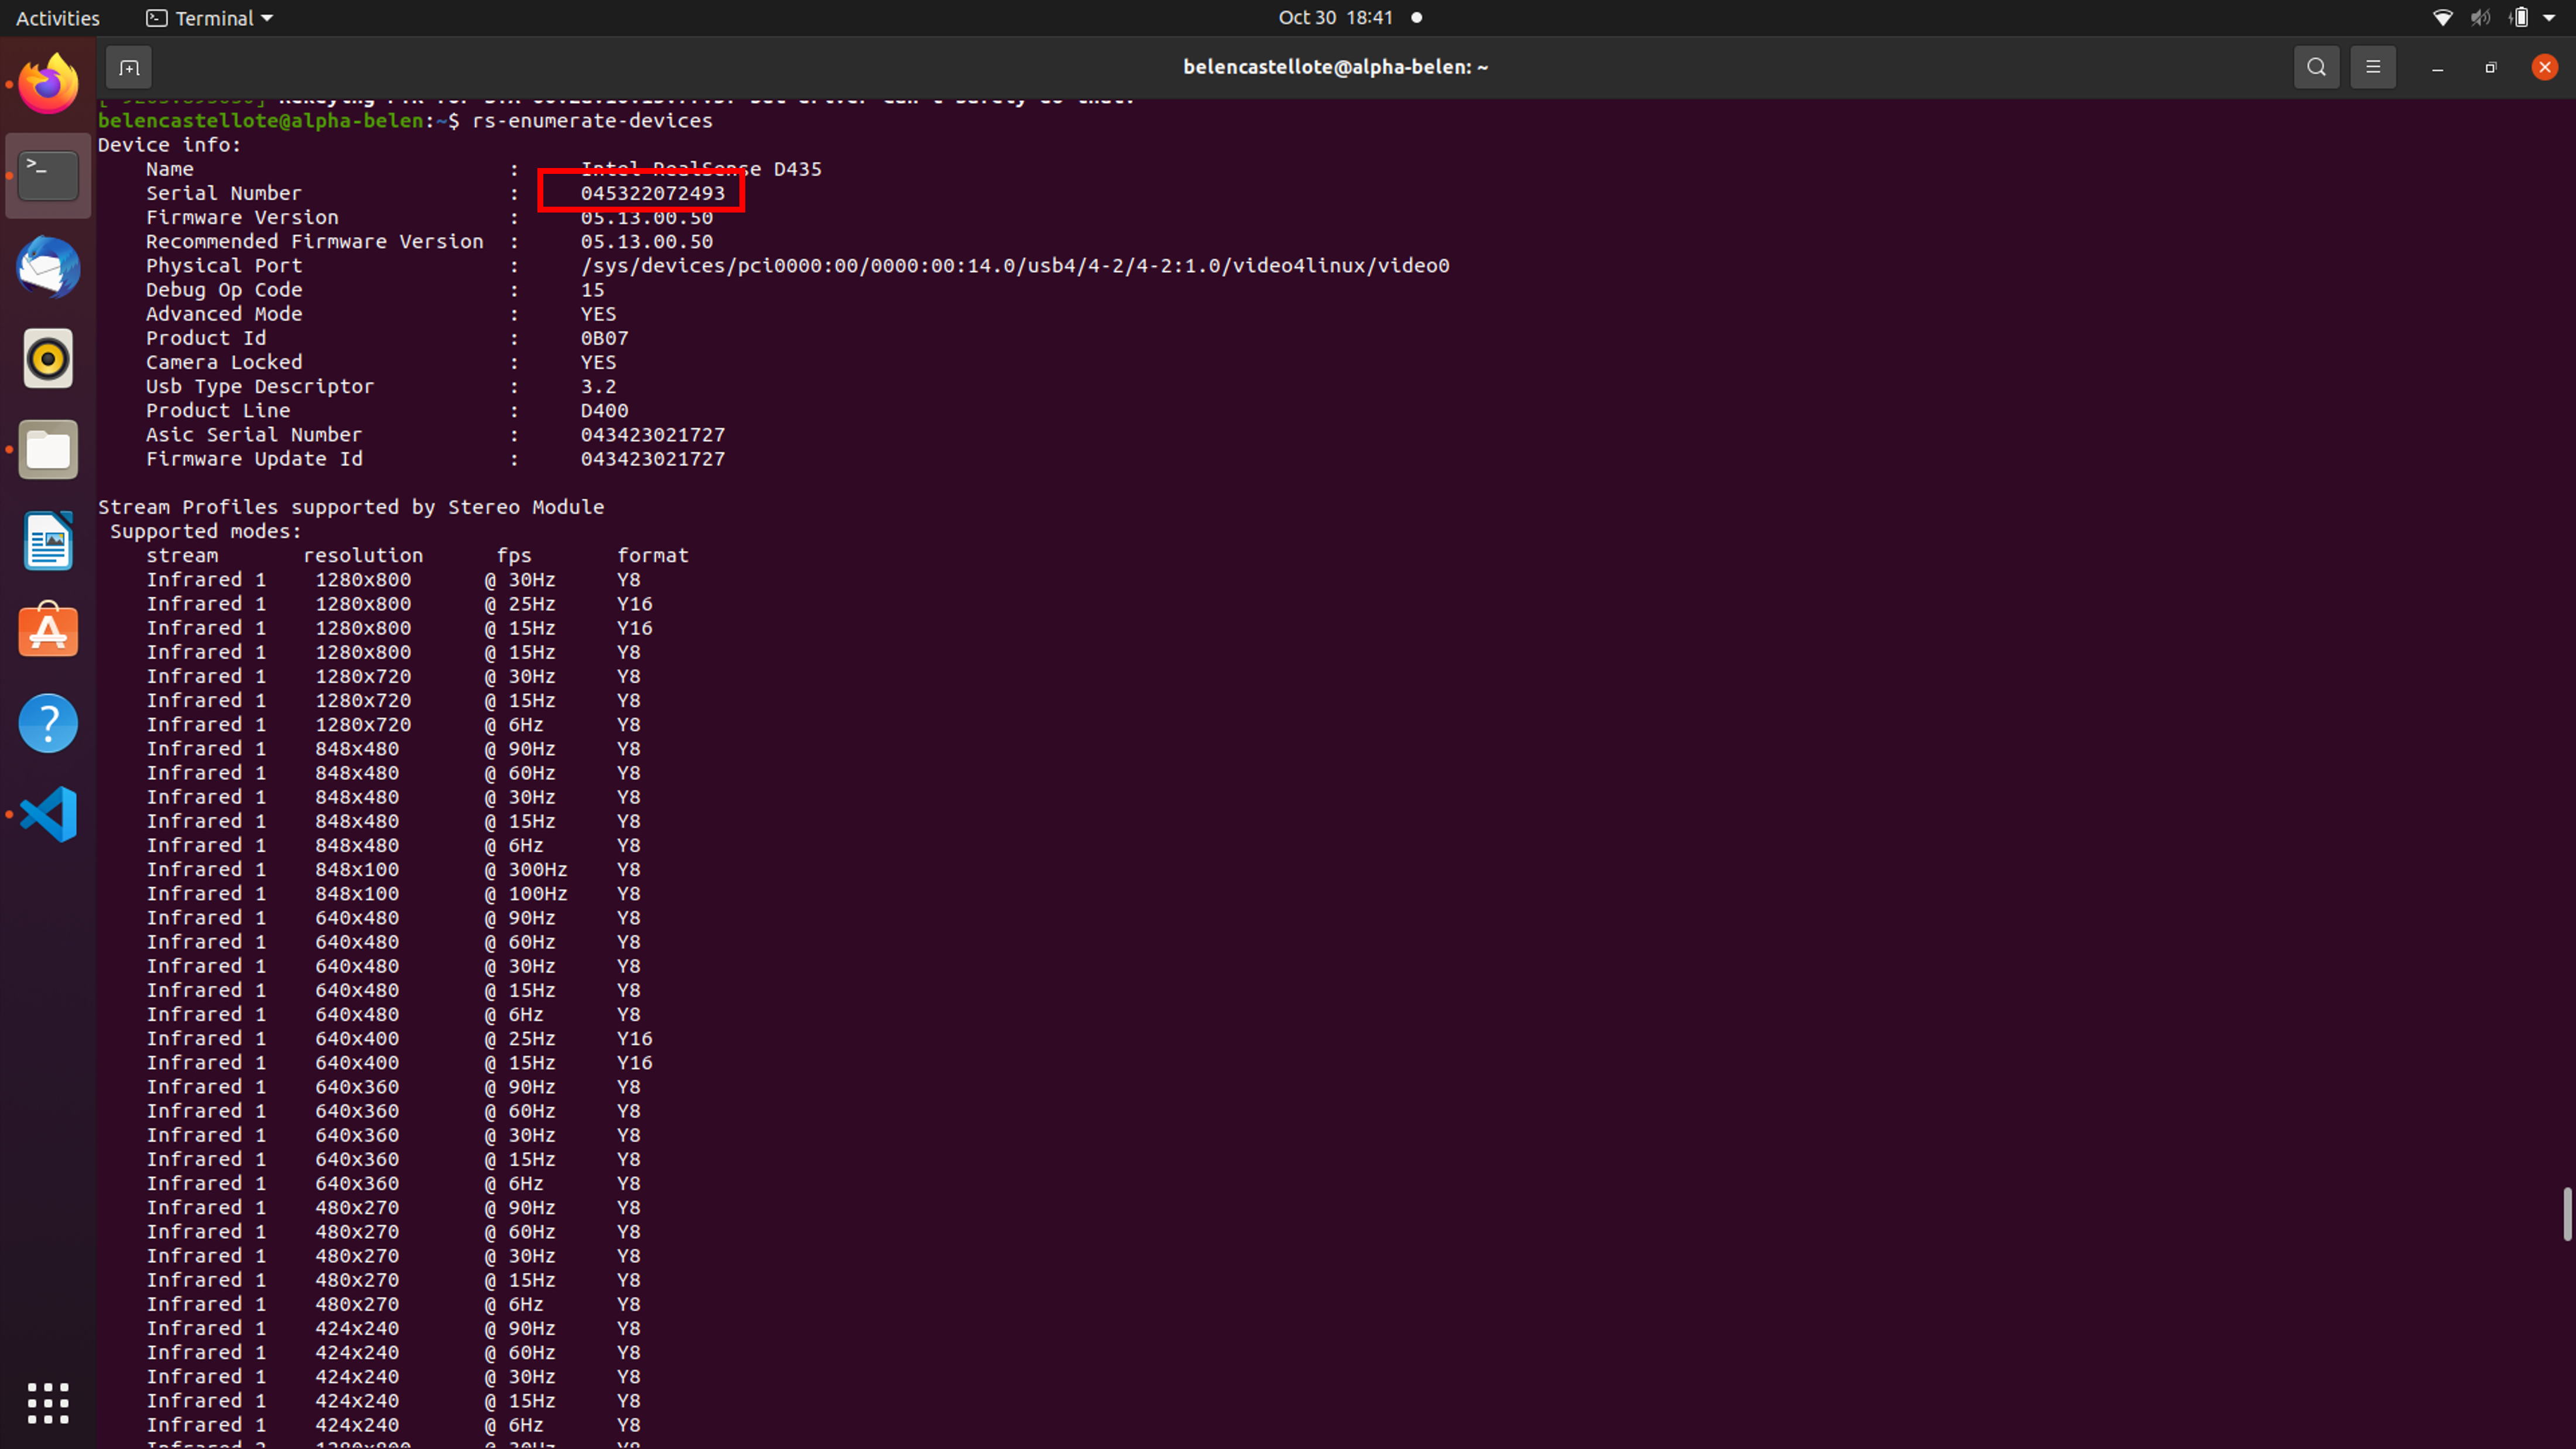 Activities Terminal Oct 30 18:41
belencastellote@alpha-belen: ~
belencastellote@alpha-belen:~$ rs-enumerate-devices
Device info:
Name : Intel RealSense D435
Serial Number : 045322072493
Firmware Version : 05.13.00.50
Recommended Firmware Version : 05.13.00.50
Physical Port : /sys/devices/pci0000:00/0000:00:14.0/usb4/4-2/4-2:1.0/video4linux/video0
Debug Op Code : 15
Advanced Mode : YES
Product Id : 0B07
Camera Locked : YES
Usb Type Descriptor : 3.2
Product Line : D400
Asic Serial Number : 043423021727
Firmware Update Id : 043423021727
Stream Profiles supported by Stereo Module
Supported modes:
stream resolution fps format
Infrared 1 1280x800 @ 30Hz Y8
Infrared 1 1280x800 @ 25Hz Y16
Infrared 1 1280x800 @ 15Hz Y16
Infrared 1 1280x800 @ 15Hz Y8
Infrared 1 1280x720 @ 30Hz Y8
Infrared 1 1280x720 @ 15Hz Y8
Infrared 1 1280x720 @ 6Hz Y8
Infrared 1 848x480 @ 90Hz Y8
Infrared 1 848x480 @ 60Hz Y8
Infrared 1 848x480 @ 30Hz Y8
Infrared 1 848x480 @ 15Hz Y8
Infrared 1 848x480 @ 6Hz Y8
Infrared 1 848x100 @ 300Hz Y8
Infrared 1 848x100 @ 100Hz Y8
Infrared 1 640x480 @ 90Hz Y8
Infrared 1 640x480 @ 60Hz Y8
Infrared 1 640x480 @ 30Hz Y8
Infrared 1 640x480 @ 15Hz Y8
Infrared 1 640x480 @ 6Hz Y8
Infrared 1 640x400 @ 25Hz Y16
Infrared 1 640x400 @ 15Hz Y16
Infrared 1 640x360 @ 90Hz Y8
Infrared 1 640x360 @ 60Hz Y8
Infrared 1 640x360 @ 30Hz Y8
Infrared 1 640x360 @ 15Hz Y8
Infrared 1 640x360 @ 6Hz Y8
Infrared 1 480x270 @ 90Hz Y8
Infrared 1 480x270 @ 60Hz Y8
Infrared 1 480x270 @ 30Hz Y8
Infrared 1 480x270 @ 15Hz Y8
Infrared 1 480x270 @ 6Hz Y8
Infrared 1 424x240 @ 90Hz Y8
Infrared 1 424x240 @ 60Hz Y8
Infrared 1 424x240 @ 30Hz Y8
Infrared 1 424x240 @ 15Hz Y8
Infrared 1 424x240 @ 6Hz Y8